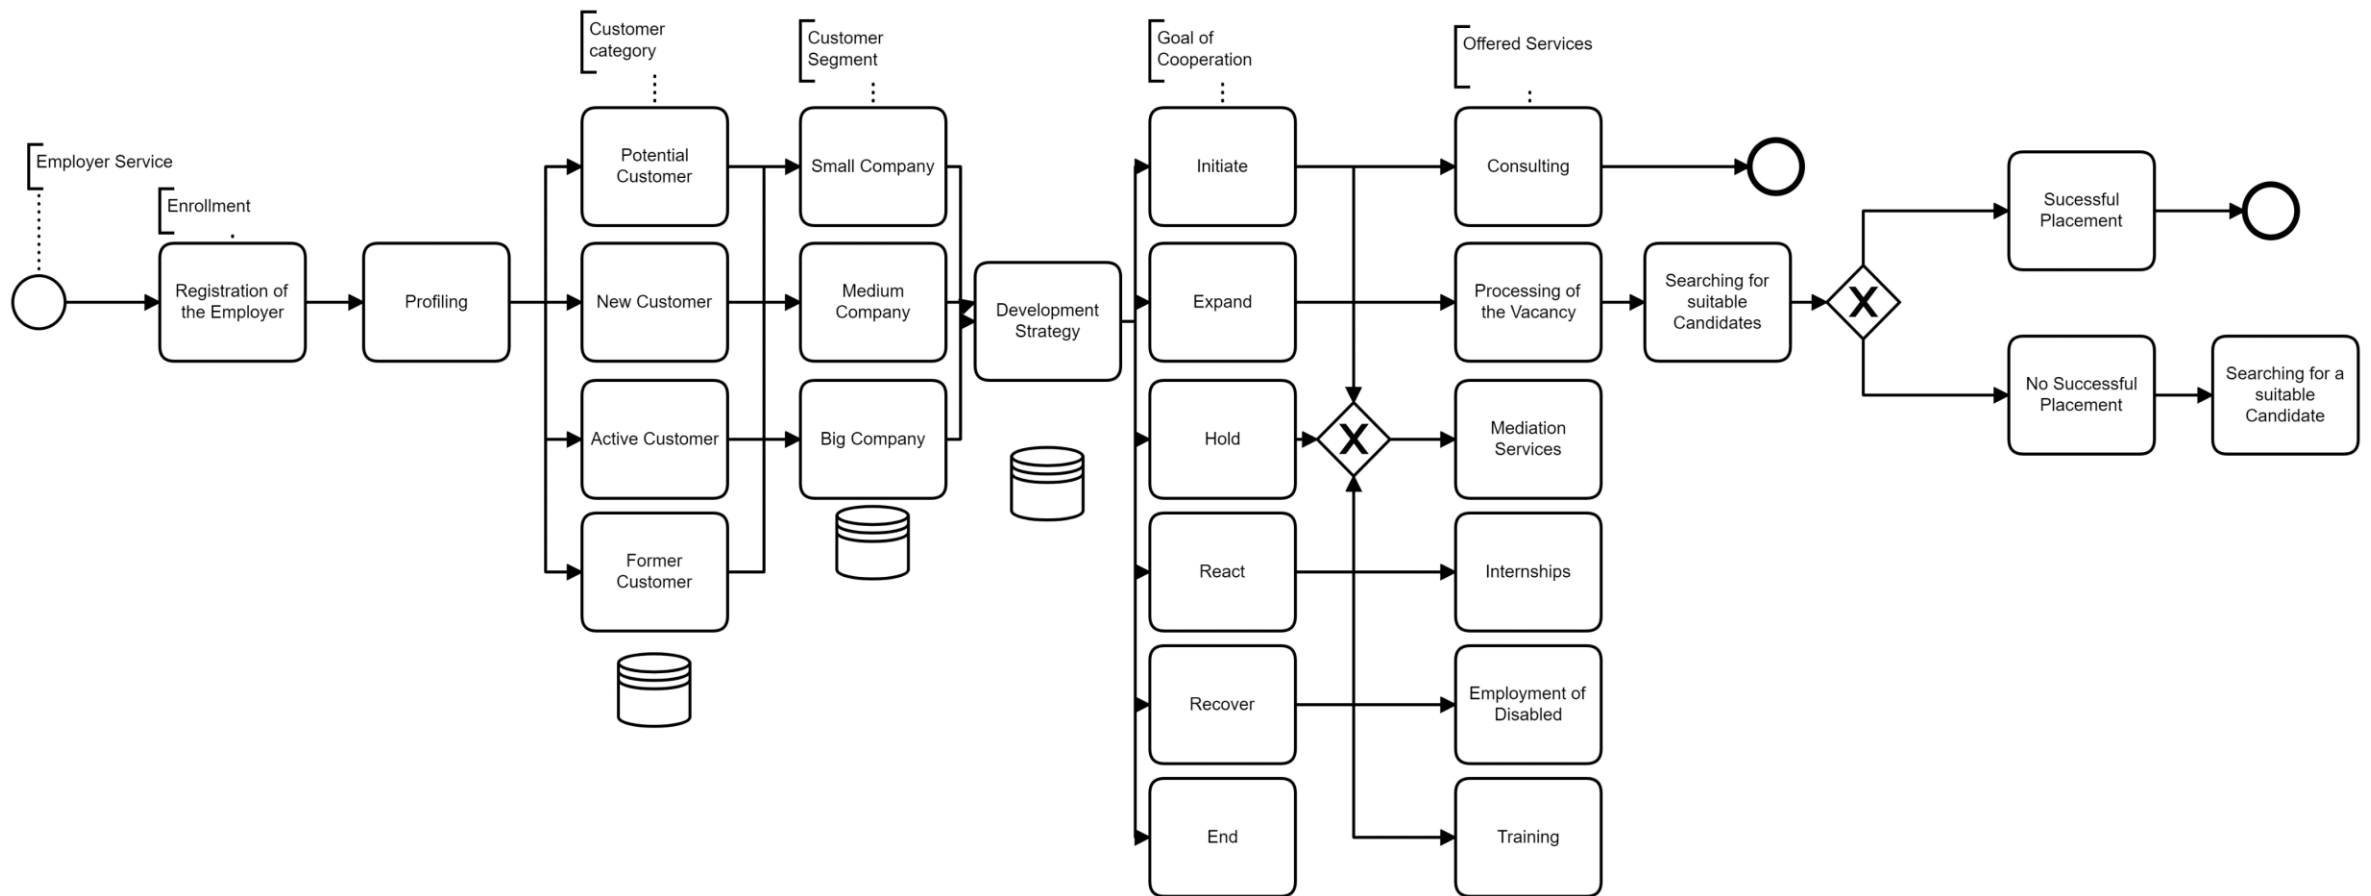 Customer
category
Customer
Segment
Goal of
Cooperation
Offered Services
Employer Service
Enrollment
Registration of
the Employer
Profiling
Potential
Customer
New Customer
Active Customer
Former
Customer
Small Company
Medium
Company
Big Company
Development
Strategy
Initiate
Expand
Hold
React
Recover
End
X
Consulting
Processing of
the Vacancy
Mediation
Services
Internships
Employment of
Disabled
Training
Searching for
suitable
Candidates
X
Sucessful
Placement
No Successful
Placement
Searching for a
suitable
Candidate